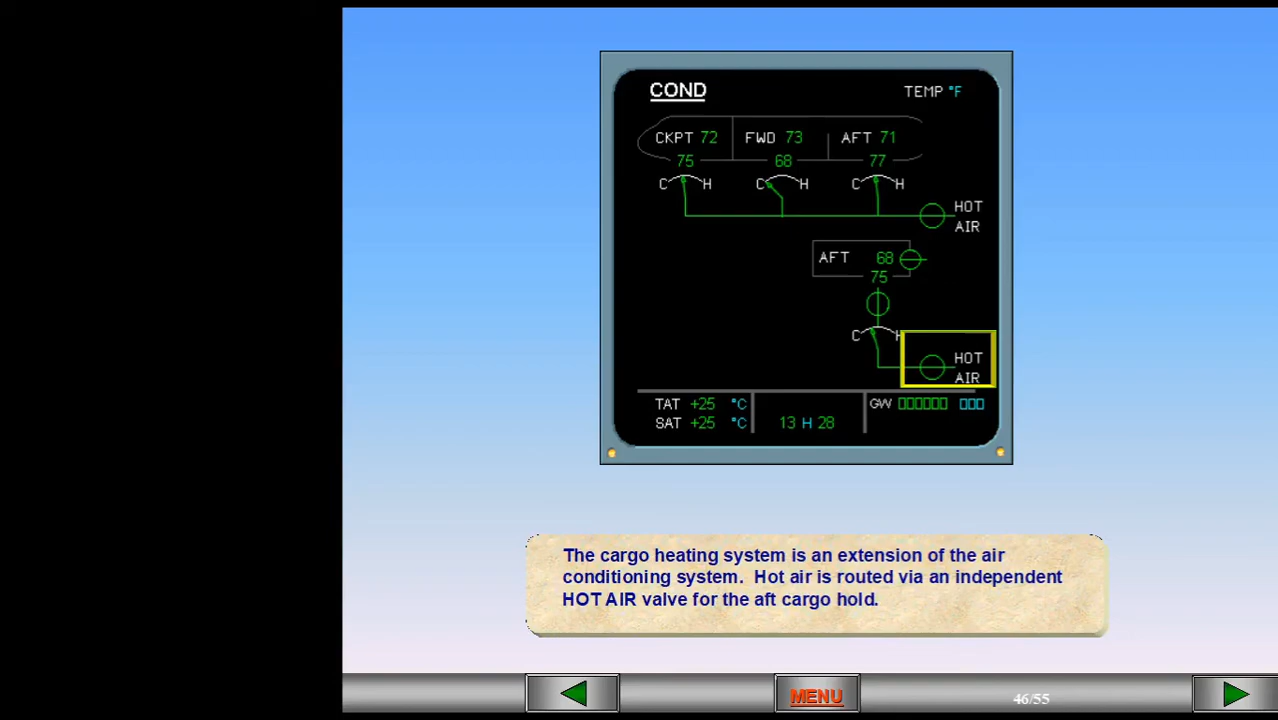 COND TEMP °F
CKPT 72 FWD 73 AFT 71
75 68 77
C H C H C H
HOT
AIR
AFT 68
75
C H
HOT
AIR
TAT +25 °C GW
SAT +25 °C 13 H 28
The cargo heating system is an extension of the air
conditioning system. Hot air is routed via an independent
HOT AIR valve for the aft cargo hold.
MENU 46/55